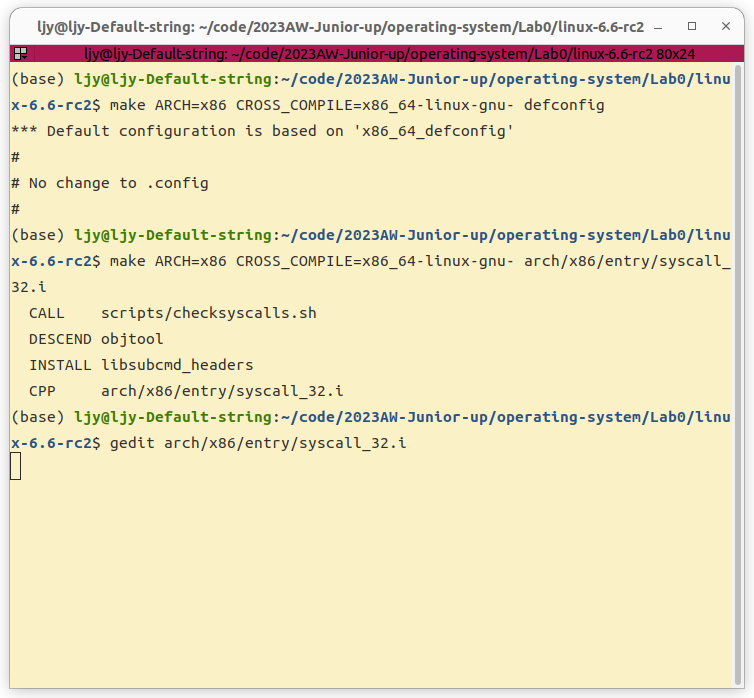 ljy@ljy-Default-string: ~/code/2023AW-Junior-up/operating-system/Lab0/linux-6.6-rc2
ljy@ljy-Default-string: ~/code/2023AW-Junior-up/operating-system/Lab0/linux-6.6-rc2 80x24
(base) ljy@ljy-Default-string:~/code/2023AW-Junior-up/operating-system/Lab0/linu
x-6.6-rc2$ make ARCH=x86 CROSS_COMPILE=x86_64-linux-gnu- defconfig
*** Default configuration is based on 'x86_64_defconfig'
#
# No change to .config
#
(base) ljy@ljy-Default-string:~/code/2023AW-Junior-up/operating-system/Lab0/linu
x-6.6-rc2$ make ARCH=x86 CROSS_COMPILE=x86_64-linux-gnu- arch/x86/entry/syscall_
32.i
  CALL    scripts/checksyscalls.sh
  DESCEND objtool
  INSTALL libsubcmd_headers
  CPP     arch/x86/entry/syscall_32.i
(base) ljy@ljy-Default-string:~/code/2023AW-Junior-up/operating-system/Lab0/linu
x-6.6-rc2$ gedit arch/x86/entry/syscall_32.i